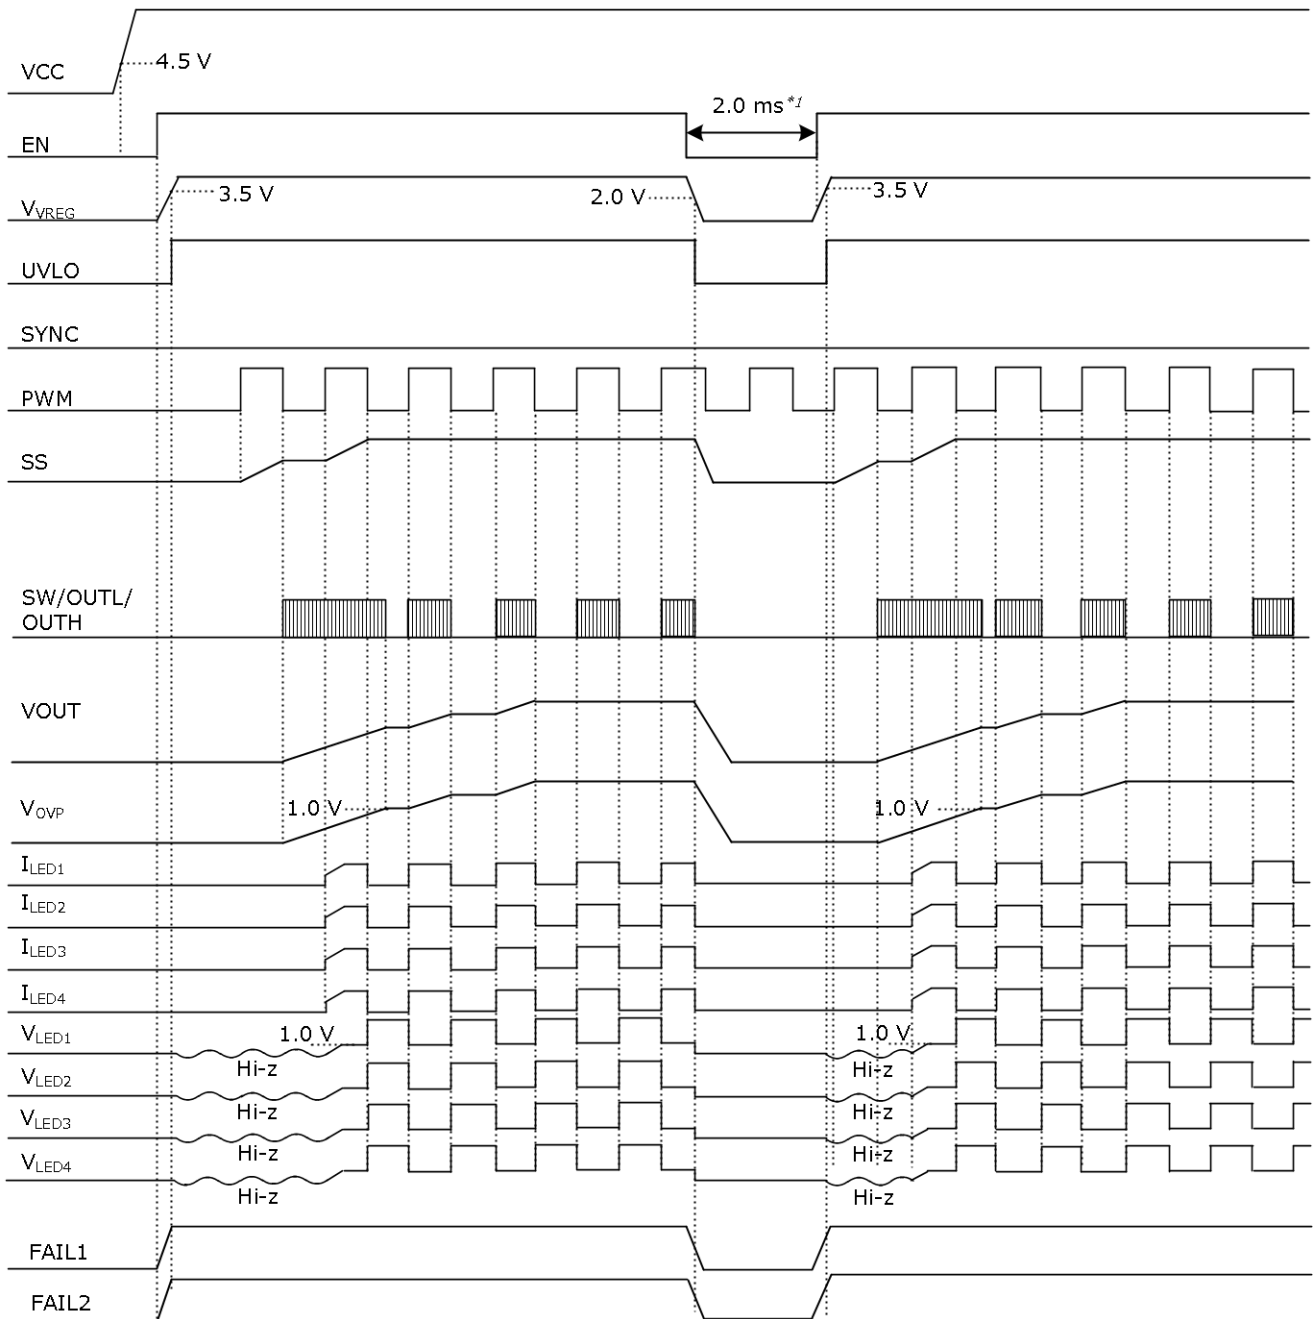 VCC
4.5 V
EN
2.0 ms*1
VVREG
3.5 V
2.0 V
3.5 V
UVLO
SYNC
PWM
SS
SW/OUTL/
OUTH
VOUT
VOVP
1.0 V
1.0 V
ILED1
ILED2
ILED3
ILED4
VLED1
1.0 V
1.0 V
Hi-z
Hi-z
VLED2
Hi-z
Hi-z
VLED3
Hi-z
Hi-z
VLED4
Hi-z
Hi-z
FAIL1
FAIL2